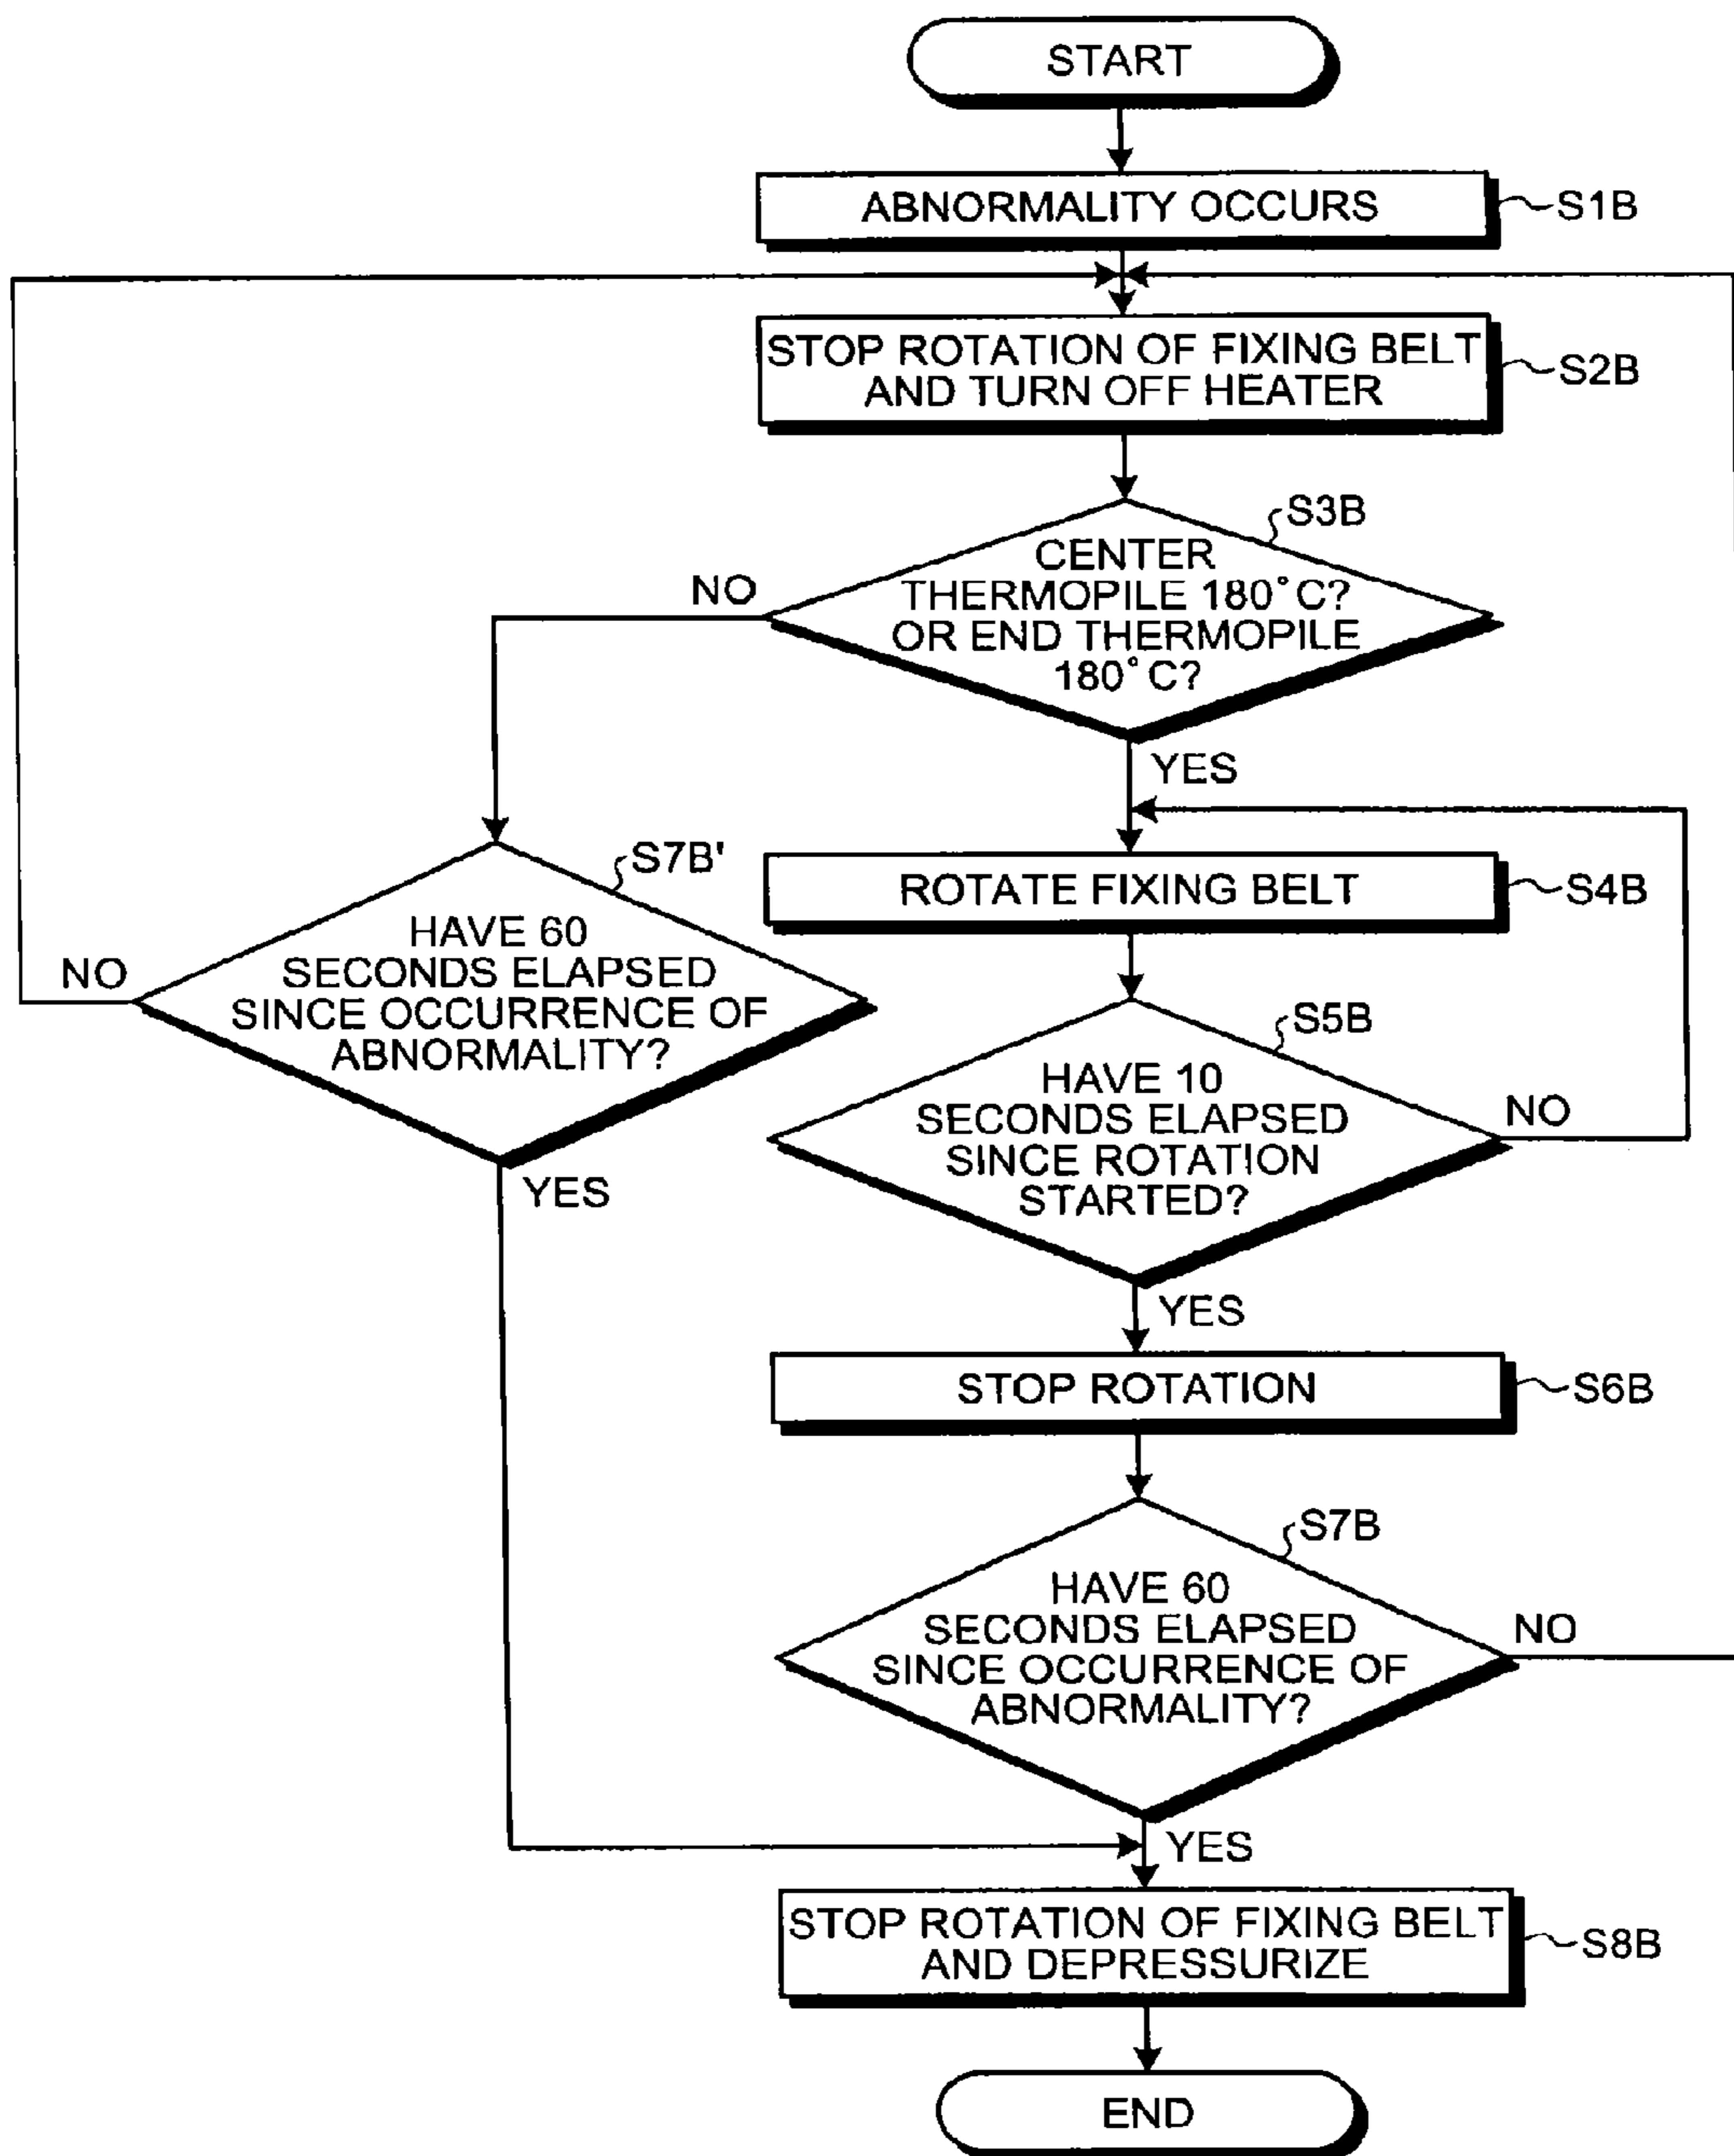 START
ABNORMALITY OCCURS
S1B
STOP ROTATION OF FIXING BELT
AND TURN OFF HEATER
S2B
S3B
CENTER
THERMOPILE 180°C?
OR END THERMOPILE
180°C?
NO
YES
S7B'
HAVE 60
SECONDS ELAPSED
SINCE OCCURRENCE OF
ABNORMALITY?
NO
YES
ROTATE FIXING BELT
S4B
S5B
HAVE 10
SECONDS ELAPSED
SINCE ROTATION
STARTED?
NO
YES
STOP ROTATION
S6B
S7B
HAVE 60
SECONDS ELAPSED
SINCE OCCURRENCE OF
ABNORMALITY?
NO
YES
STOP ROTATION OF FIXING BELT
AND DEPRESSURIZE
S8B
END